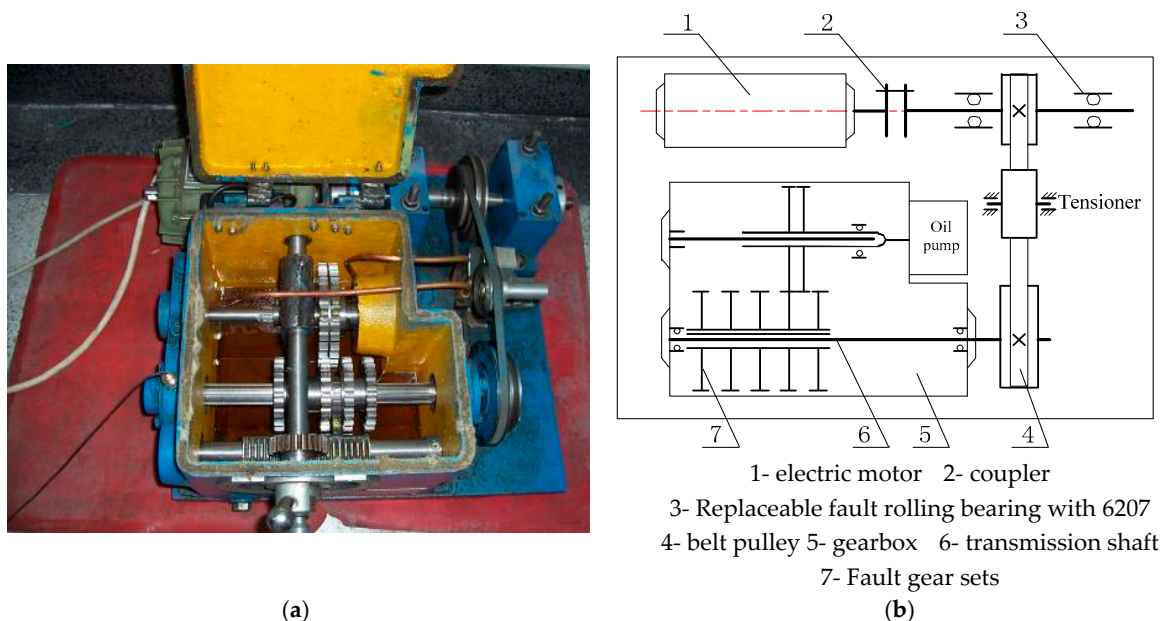 1
2
3
Tensioner
Oil
pump
7
6
5
4
1- electric motor 2- coupler
3- Replaceable fault rolling bearing with 6207
4- belt pulley 5- gearbox 6- transmission shaft
7- Fault gear sets
(a)
(b)